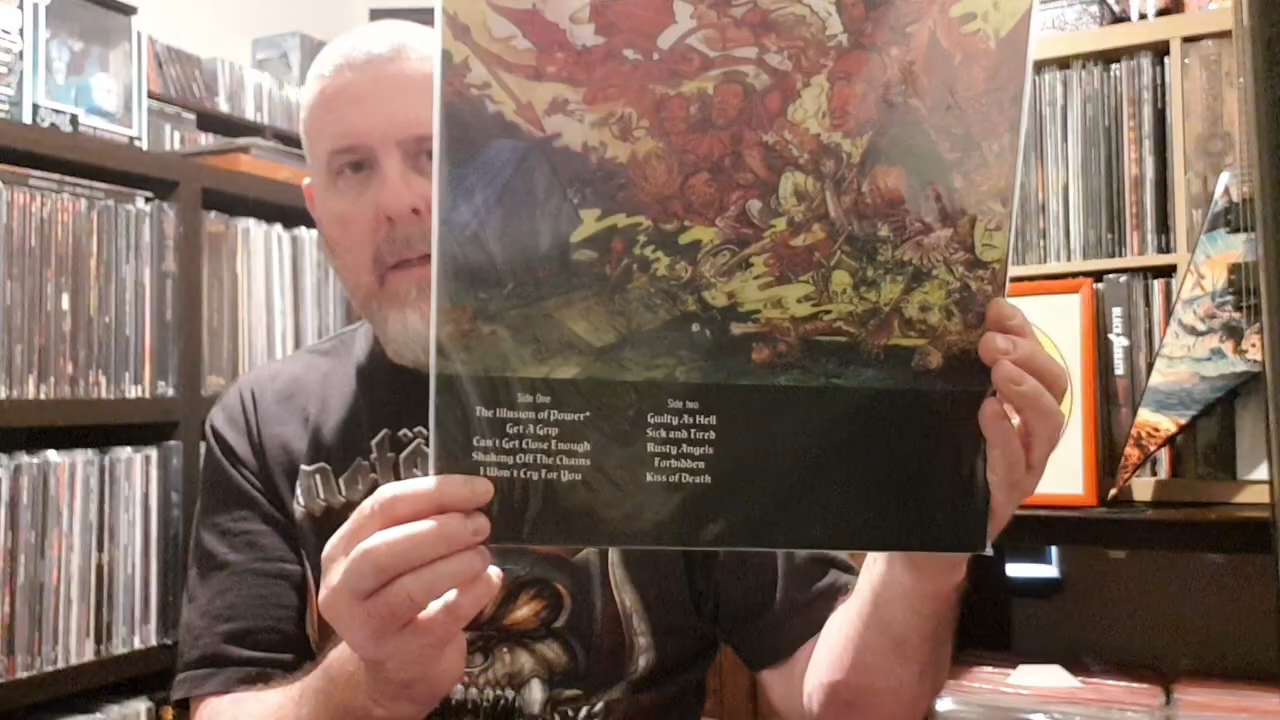 Side One
The Illusion of Power*
Get A Grip
Can't Get Close Enough
Shaking Off The Chains
I Won't Cry For You
Side two
Guilty As Hell
Sick and Tired
Rusty Angels
Forbidden
Kiss of Death
motö